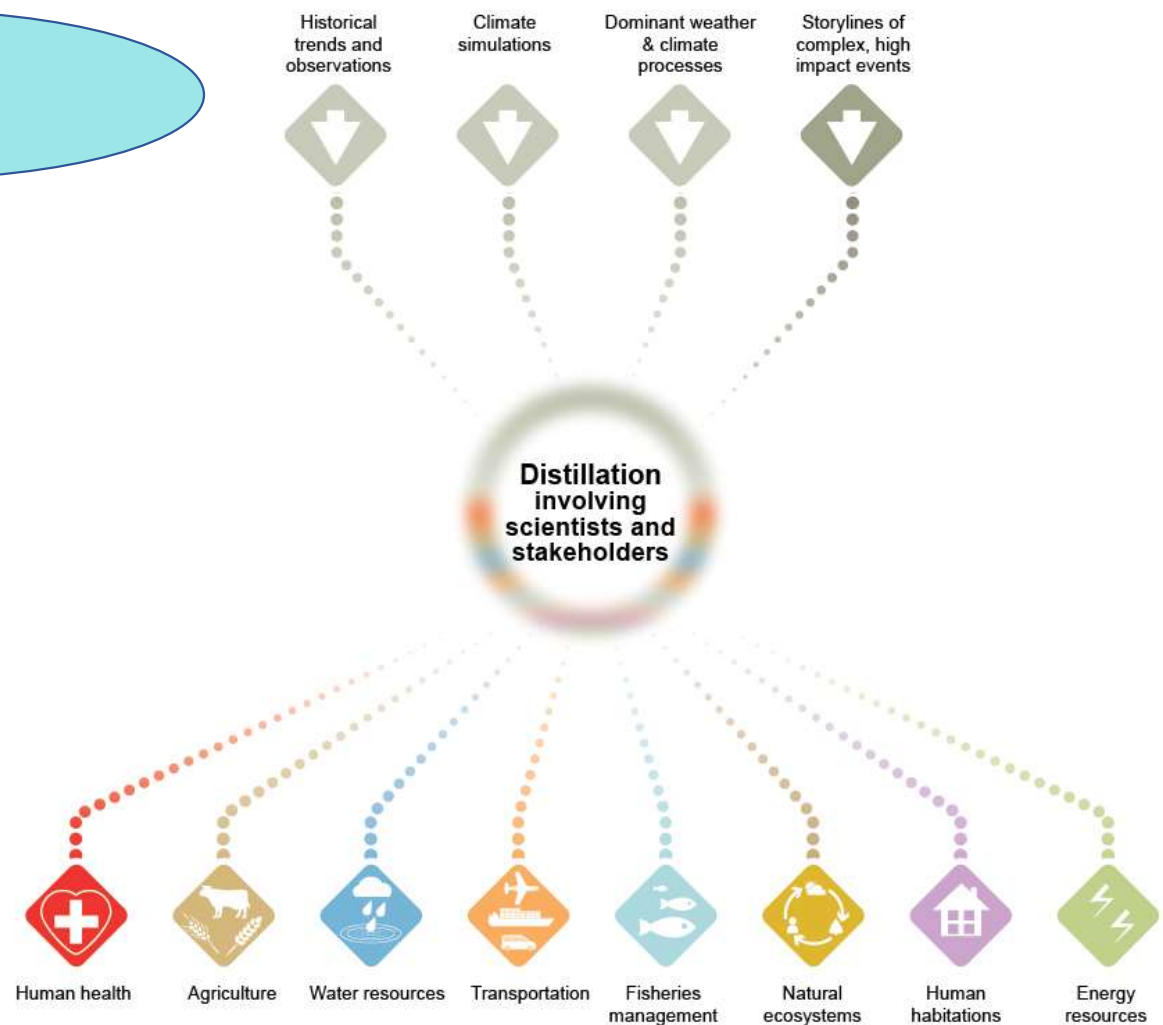 Historical
trends and
observations
Climate
simulations
Dominant weather
& climate
processes
Storylines of
complex, high
impact events
Distillation
involving
scientists and
stakeholders
Human health
Agriculture
Water resources
Transportation
Fisheries
management
Natural
ecosystems
Human
habitations
Energy
resources